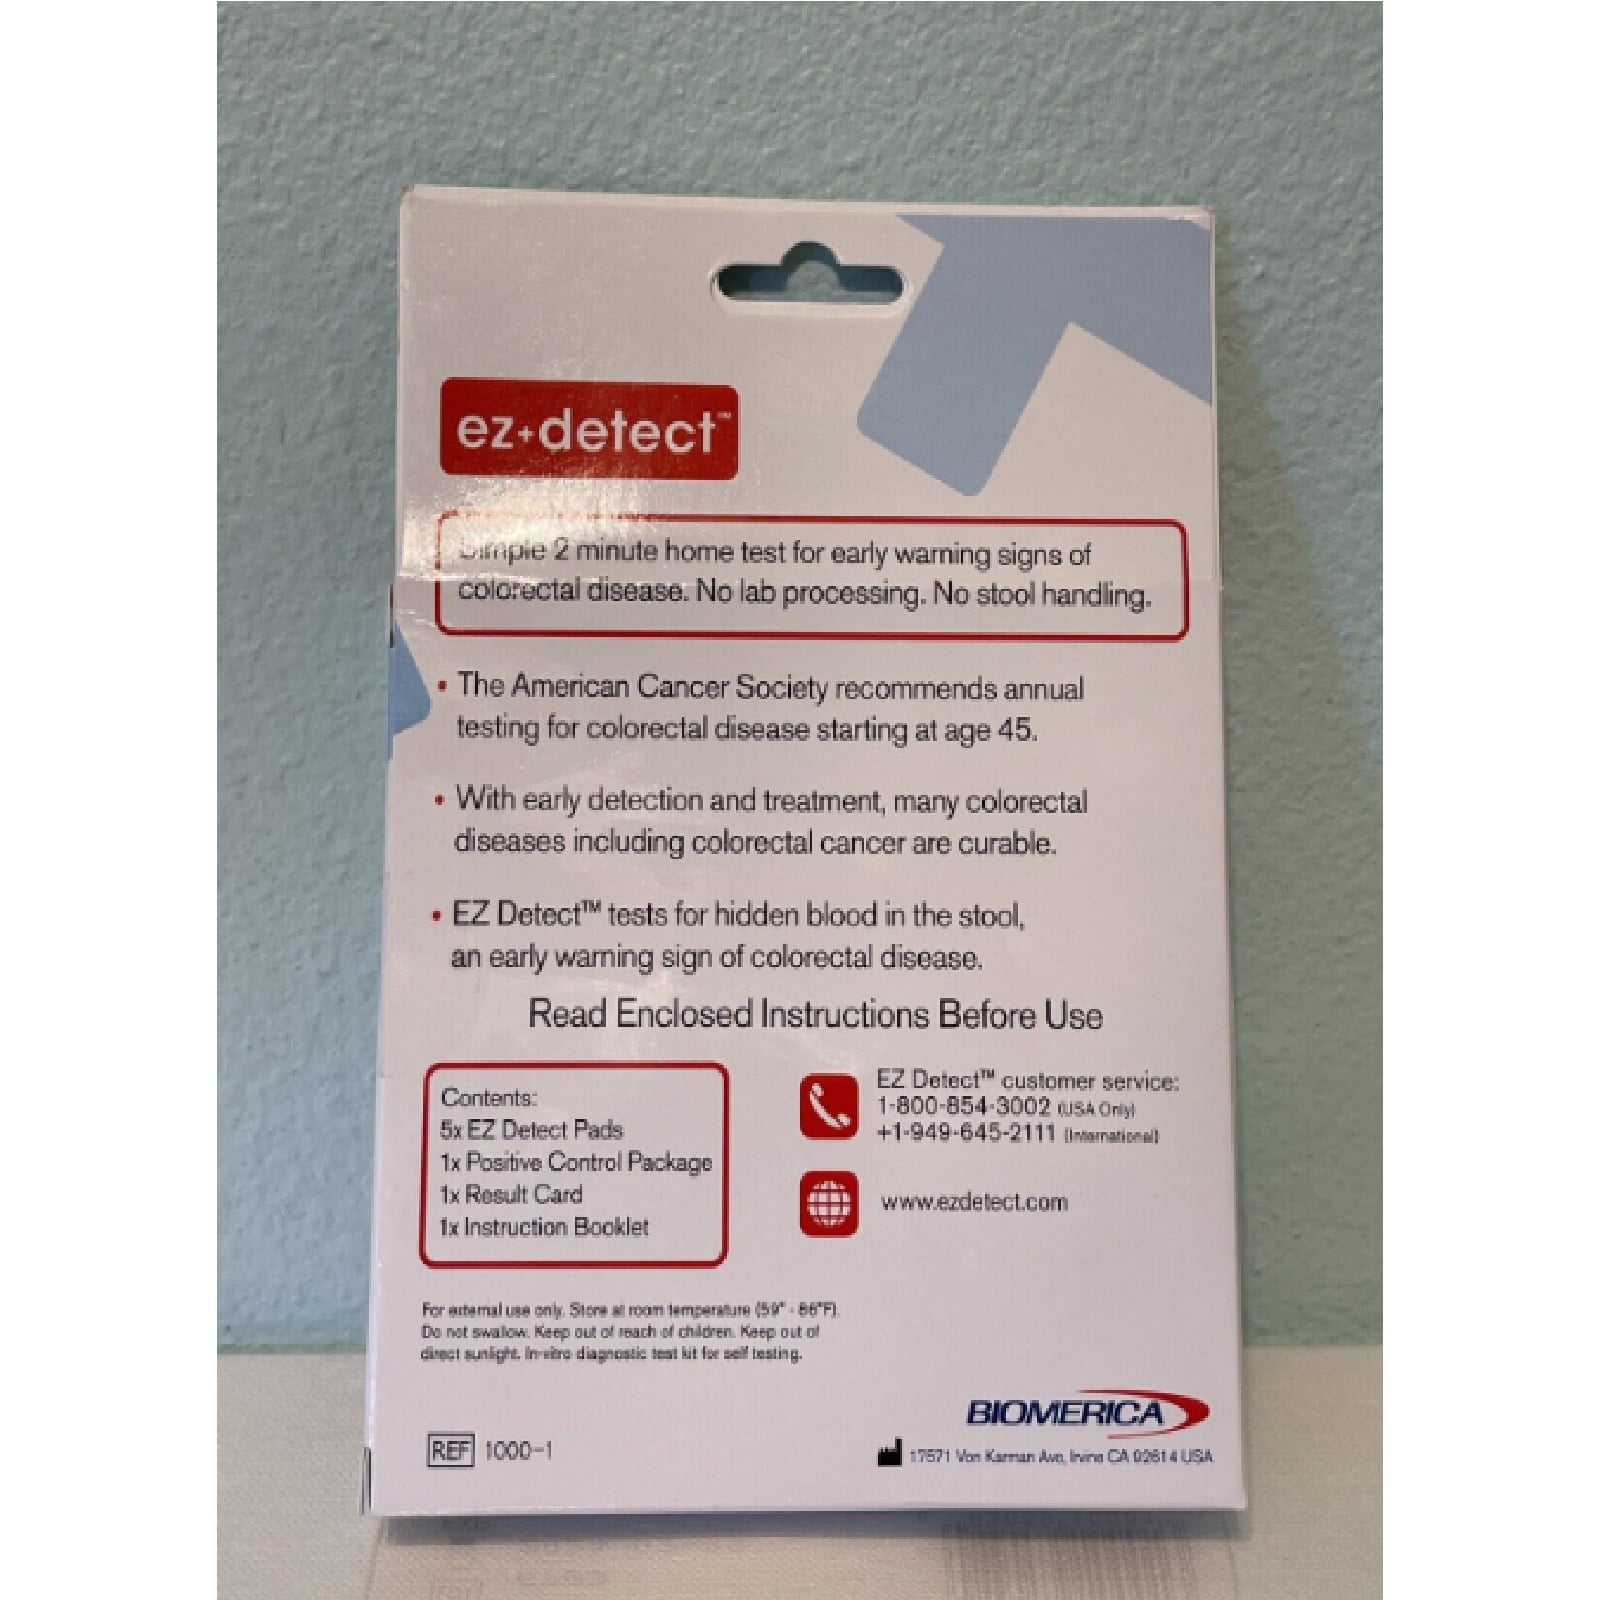 ez+detect™
Simple 2 minute home test for early warning signs of
colorectal disease. No lab processing. No stool handling.
• The American Cancer Society recommends annual
testing for colorectal disease starting at age 45.
• With early detection and treatment, many colorectal
diseases including colorectal cancer are curable.
• EZ Detect™ tests for hidden blood in the stool,
an early warning sign of colorectal disease.
Read Enclosed Instructions Before Use
Contents:
5x EZ Detect Pads
1x Positive Control Package
1x Result Card
1x Instruction Booklet
EZ Detect™ customer service:
1-800-854-3002 (USA Only)
+1-949-645-2111 (International)
www.ezdetect.com
For external use only. Store at room temperature (59° - 86°F).
Do not swallow. Keep out of reach of children. Keep out of
direct sunlight. In-vitro diagnostic test kit for self testing.
REF 1000-1
BIOMERICA
17571 Von Karman Ave, Irvine CA 92614 USA